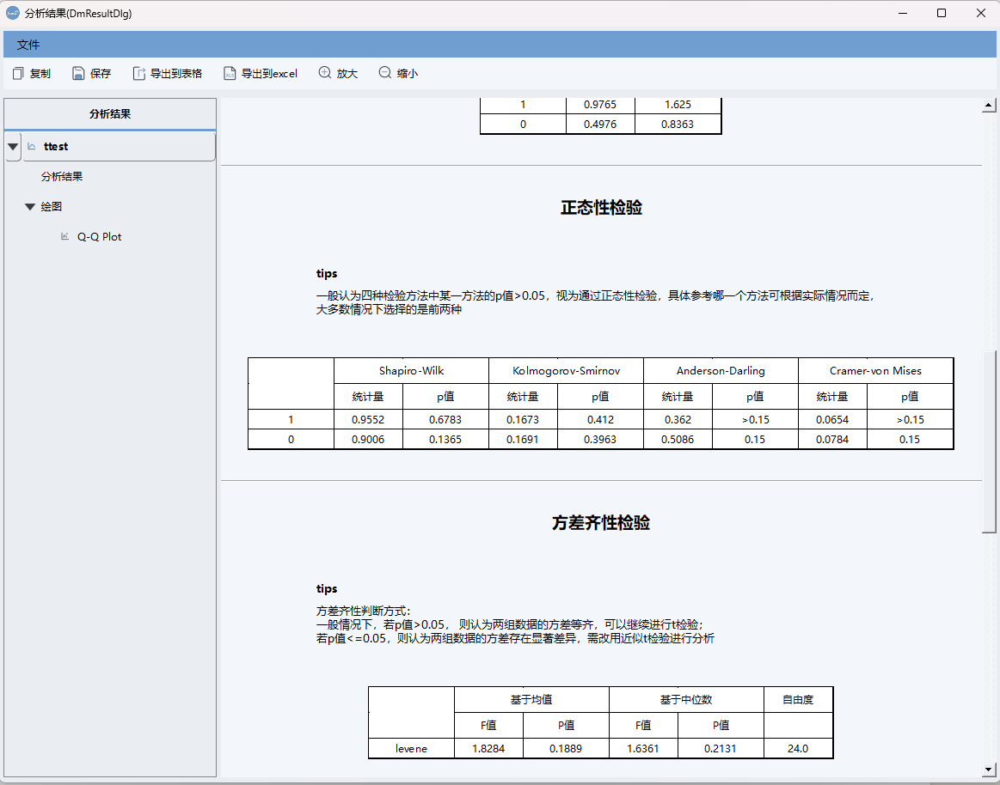 分析结果(DmResultDlg)
文件
复制 保存 导出到表格 导出到excel 放大 缩小
分析结果
ttest
分析结果
绘图
Q-Q Plot
1 0.9765 1.625
0 0.4976 0.8363
正态性检验
tips
一般认为四种检验方法中某一方法的p值>0.05，视为通过正态性检验，具体参考哪一个方法可根据实际情况而定，
大多数情况下选择的是前两种
Shapiro-Wilk Kolmogorov-Smirnov Anderson-Darling Cramer-von Mises
统计量 p值 统计量 p值 统计量 p值 统计量 p值
1 0.9552 0.6783 0.1673 0.412 0.362 >0.15 0.0654 >0.15
0 0.9006 0.1365 0.1691 0.3963 0.5086 0.15 0.0784 0.15
方差齐性检验
tips
方差齐性判断方式：
一般情况下，若p值>0.05， 则认为两组数据的方差等齐，可以继续进行t检验；
若p值<=0.05，则认为两组数据的方差存在显著差异，需改用近似t检验进行分析
基于均值 基于中位数 自由度
F值 P值 F值 P值
levene 1.8284 0.1889 1.6361 0.2131 24.0